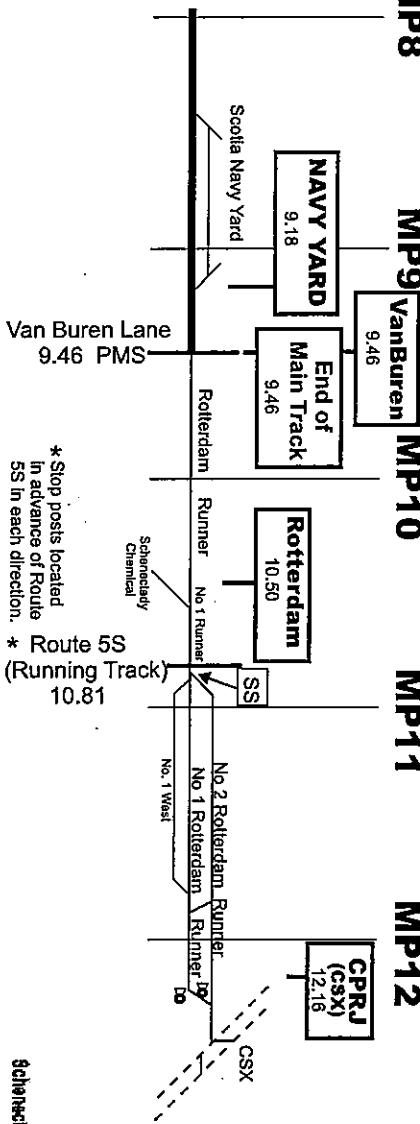 MP8
MP9
MP10
MP11
MP12
NAVY YARD
9.18
VanBuren
9.46
End of
Main Track
9.46
Rotterdam
10.50
CPRJ
(CSX)
12.16
Scotia Navy Yard
Van Buren Lane
9.46 PMS
Rotterdam Runner
No 1 Runner
Schenectady
Chemical
* Stop posts located
in advance of Route
5S in each direction.
* Route 5S
(Running Track)
10.81
SS
No 2 Rotterdam Runner
No 1 Rotterdam Runner
No. 1 West
CSX